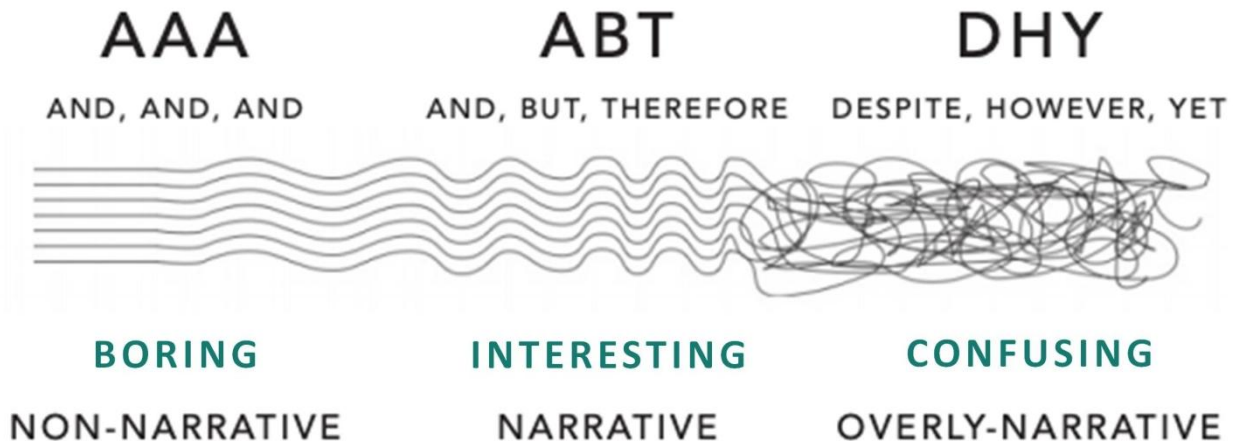 AAA
ABT
DHY
AND, AND, AND
AND, BUT, THEREFORE
DESPITE, HOWEVER, YET
BORING
INTERESTING
CONFUSING
NON-NARRATIVE
NARRATIVE
OVERLY-NARRATIVE